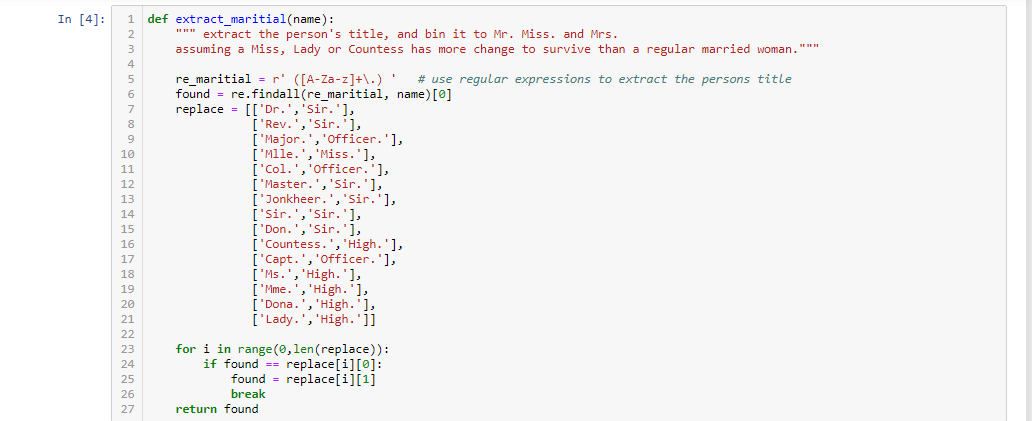 In [4]:
1 def extract_maritial(name):
2     """ extract the person's title, and bin it to Mr. Miss. and Mrs.
3     assuming a Miss, Lady or Countess has more change to survive than a regular married woman."""
4
5     re_maritial = r' ([A-Za-z]+\.) '   # use regular expressions to extract the persons title
6     found = re.findall(re_maritial, name)[0]
7     replace = [['Dr.','Sir.'],
8                ['Rev.','Sir.'],
9                ['Major.','Officer.'],
10                ['Mlle.','Miss.'],
11                ['Col.','Officer.'],
12                ['Master.','Sir.'],
13                ['Jonkheer.','Sir.'],
14                ['Sir.','Sir.'],
15                ['Don.','Sir.'],
16                ['Countess.','High.'],
17                ['Capt.','Officer.'],
18                ['Ms.','High.'],
19                ['Mme.','High.'],
20                ['Dona.','High.'],
21                ['Lady.','High.']]
22
23     for i in range(0,len(replace)):
24         if found == replace[i][0]:
25             found = replace[i][1]
26             break
27     return found